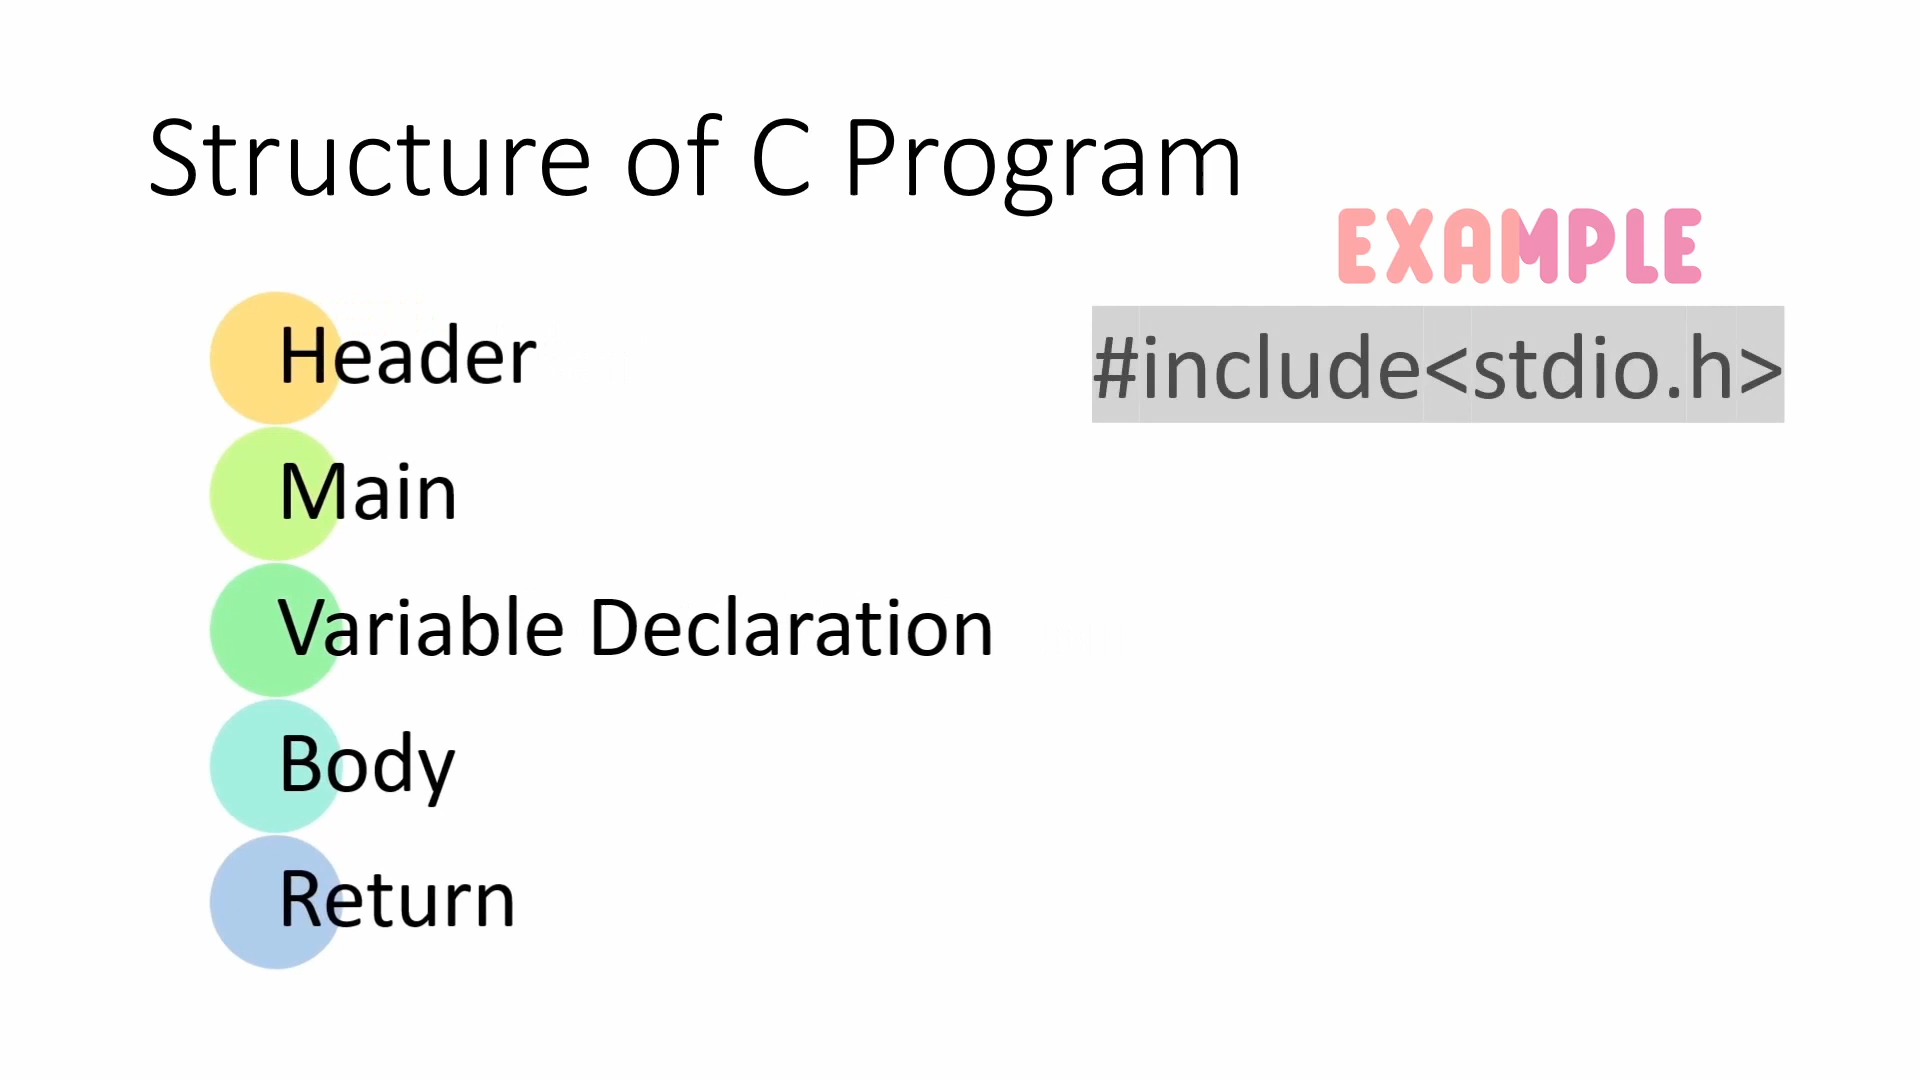 Structure of C Program
EXAMPLE
Header
#include<stdio.h>
Main
Variable Declaration
Body
Return